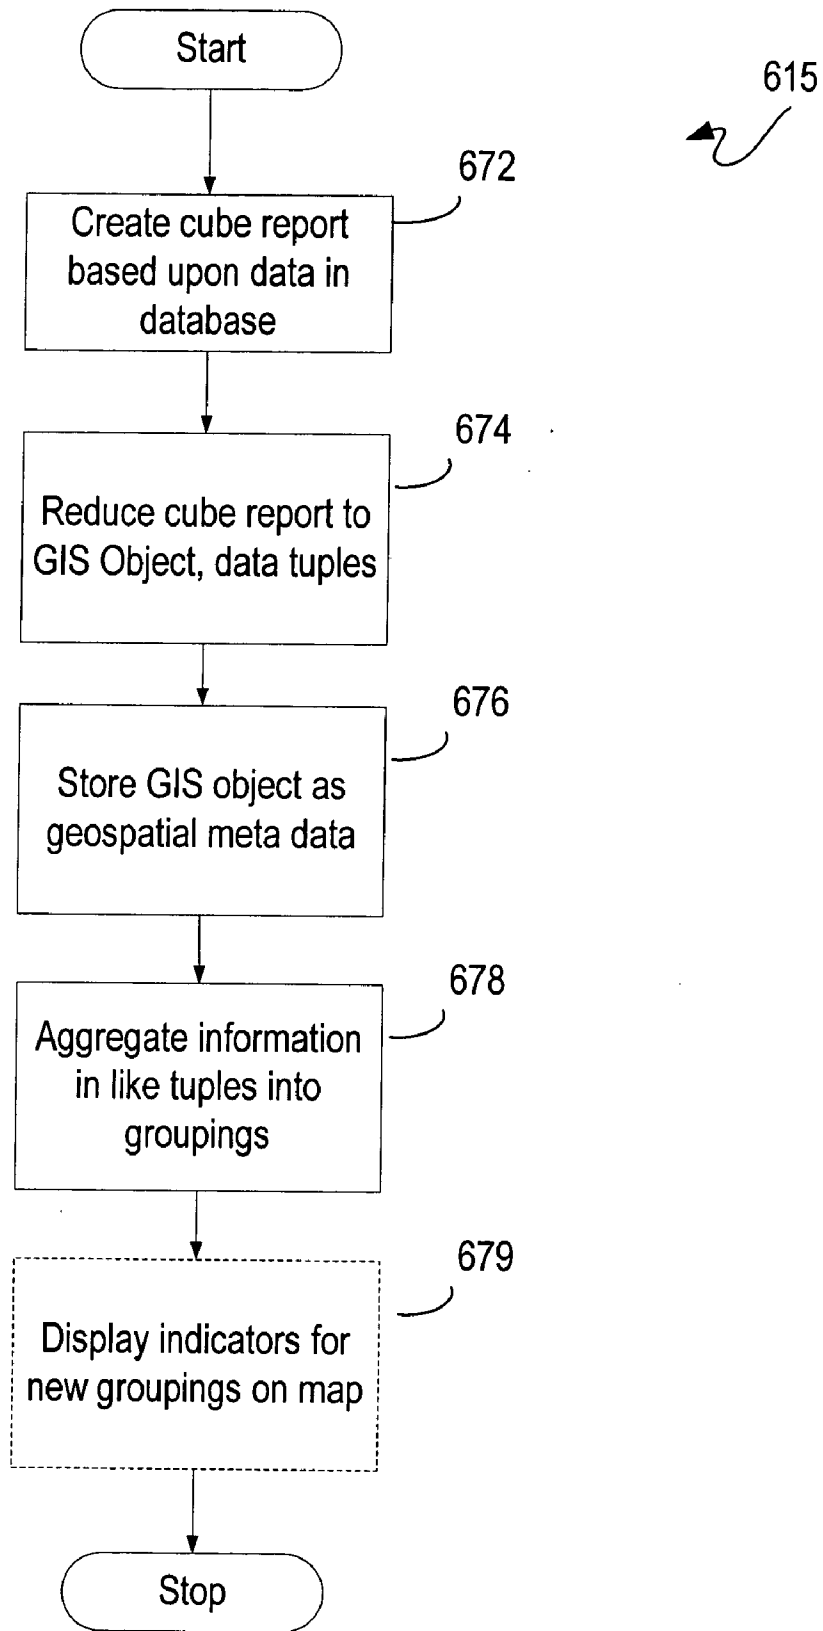 Start
615
672
Create cube report
based upon data in
database
674
Reduce cube report to
GIS Object, data tuples
676
Store GIS object as
geospatial meta data
678
Aggregate information
in like tuples into
groupings
679
Display indicators for
new groupings on map
Stop